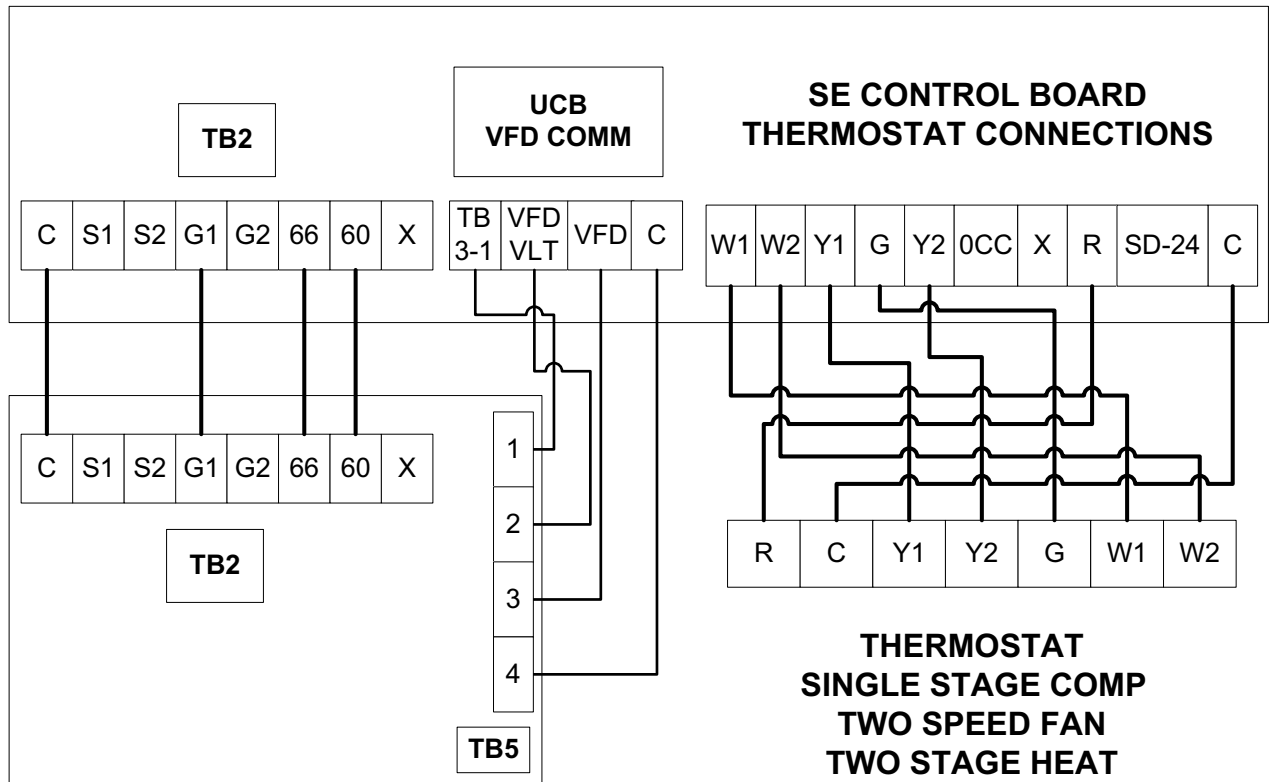 TB2
UCB
VFD COMM
SE CONTROL BOARD
THERMOSTAT CONNECTIONS
C S1 S2 G1 G2 66 60 X
TB
3-1
VFD
VLT
VFD
C
W1 W2 Y1 G Y2 0CC X R SD-24 C
C S1 S2 G1 G2 66 60 X
TB2
1
2
3
4
TB5
R C Y1 Y2 G W1 W2
THERMOSTAT
SINGLE STAGE COMP
TWO SPEED FAN
TWO STAGE HEAT